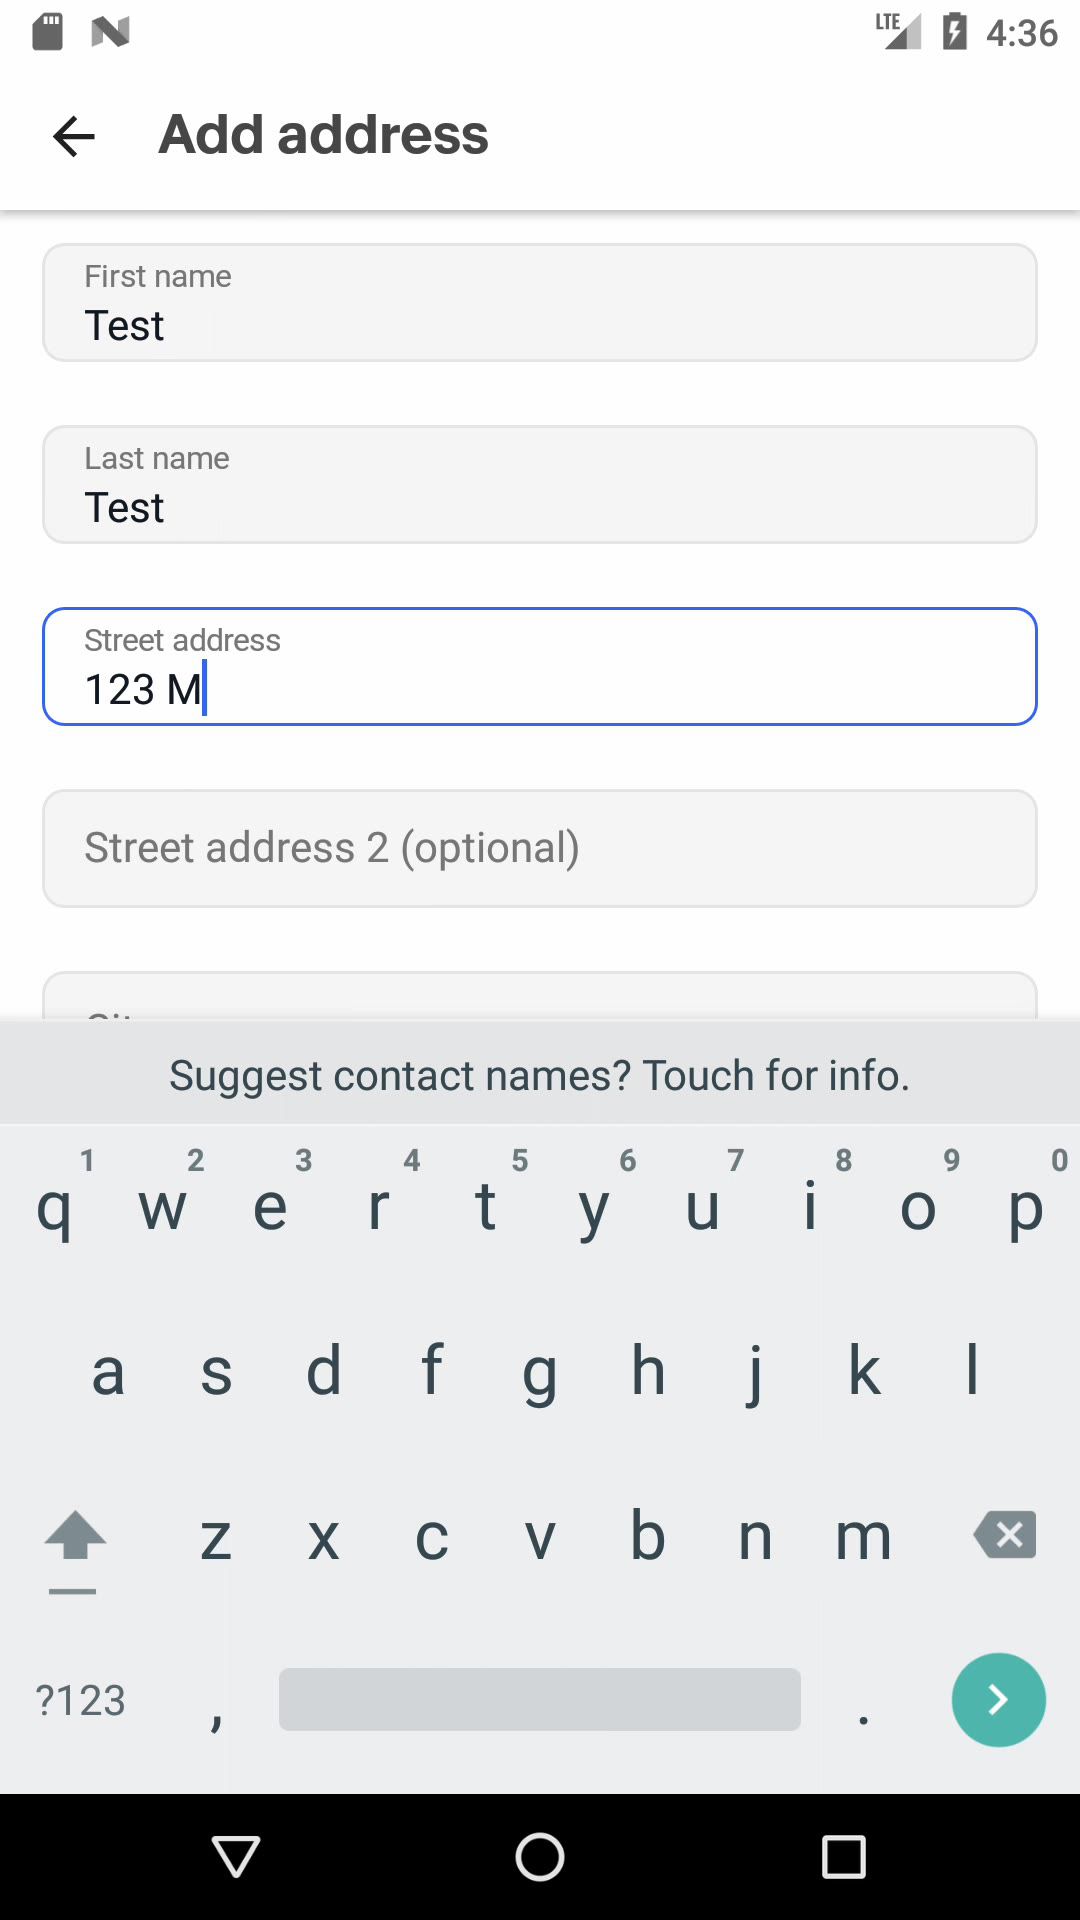 LTE 4:36
Add address
First name
Test
Last name
Test
Street address
123 M
Street address 2 (optional)
Suggest contact names? Touch for info.
1 2 3 4 5 6 7 8 9 0
q w e r t y u i o p
a s d f g h j k l
z x c v b n m
?123 , .